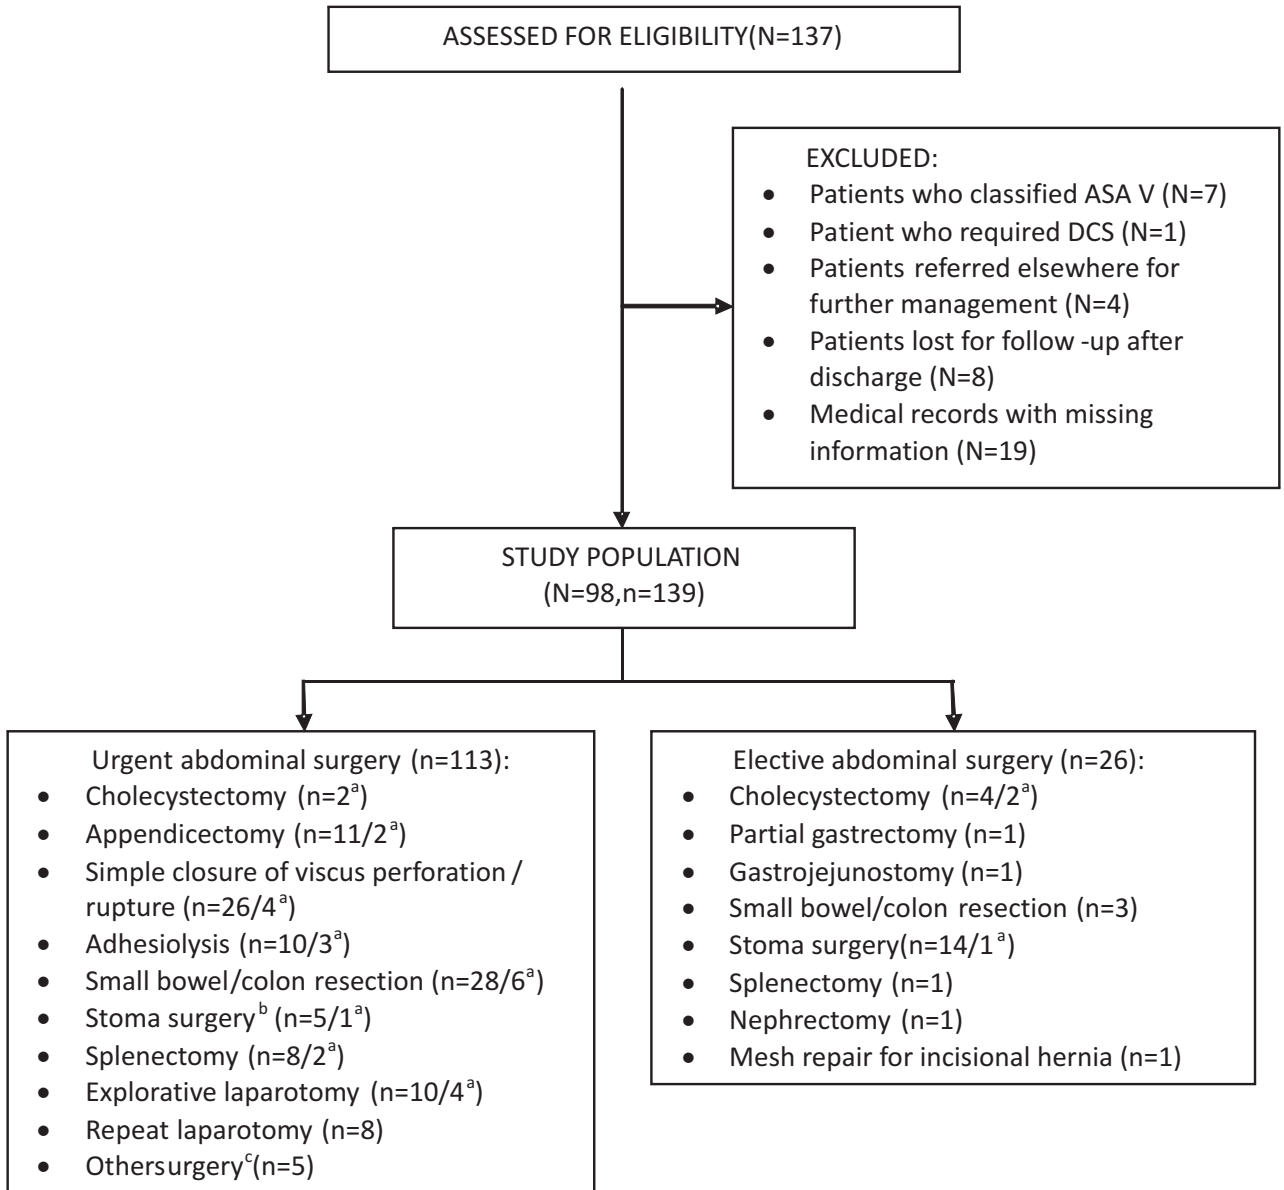 ASSESSED FOR ELIGIBILITY(N=137)
EXCLUDED:
• Patients who classified ASA V (N=7)
• Patient who required DCS (N=1)
• Patients referred elsewhere for
further management (N=4)
• Patients lost for follow -up after
discharge (N=8)
• Medical records with missing
information (N=19)
STUDY POPULATION
(N=98,n=139)
Urgent abdominal surgery (n=113):
• Cholecystectomy (n=2ᵃ)
• Appendicectomy (n=11/2ᵃ)
• Simple closure of viscus perforation /
rupture (n=26/4ᵃ)
• Adhesiolysis (n=10/3ᵃ)
• Small bowel/colon resection (n=28/6ᵃ)
• Stoma surgeryᵇ (n=5/1ᵃ)
• Splenectomy (n=8/2ᵃ)
• Explorative laparotomy (n=10/4ᵃ)
• Repeat laparotomy (n=8)
• Othersurgeryᶜ(n=5)
Elective abdominal surgery (n=26):
• Cholecystectomy (n=4/2ᵃ)
• Partial gastrectomy (n=1)
• Gastrojejunostomy (n=1)
• Small bowel/colon resection (n=3)
• Stoma surgery(n=14/1ᵃ)
• Splenectomy (n=1)
• Nephrectomy (n=1)
• Mesh repair for incisional hernia (n=1)